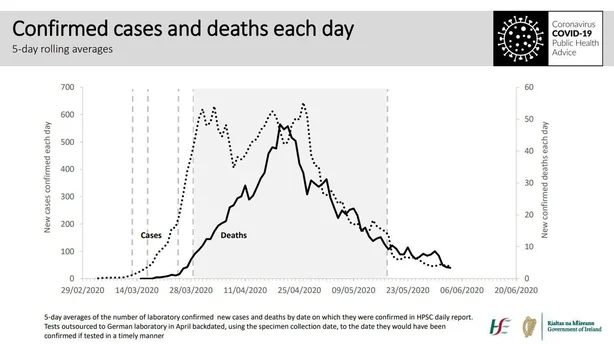 Confirmed cases and deaths each day
5-day rolling averages
Coronavirus
COVID-19
Public Health
Advice
700
600
500
400
300
200
100
0
New cases confirmed each day
60
50
40
30
20
10
0
New confirmed deaths each day
Cases
Deaths
29/02/2020 14/03/2020 28/03/2020 11/04/2020 25/04/2020 09/05/2020 23/05/2020 06/06/2020 20/06/2020
5-day averages of the number of laboratory confirmed new cases and deaths by date on which they were confirmed in HPSC daily report.
Tests outsourced to German laboratory in April backdated, using the specimen collection date, to the date they would have been
confirmed if tested in a timely manner
Rialtas na hÉireann
Government of Ireland